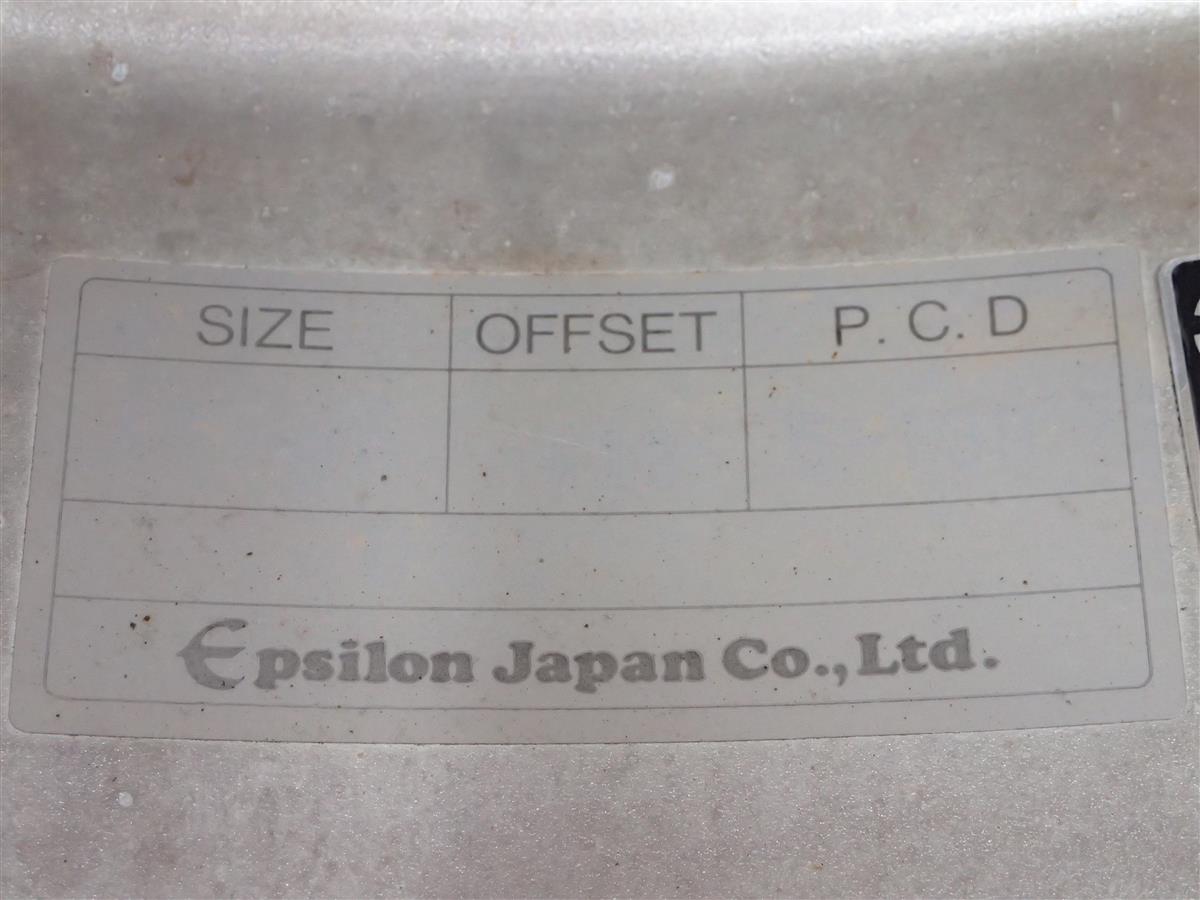 SIZE OFFSET P. C. D
Epsilon Japan Co., Ltd.